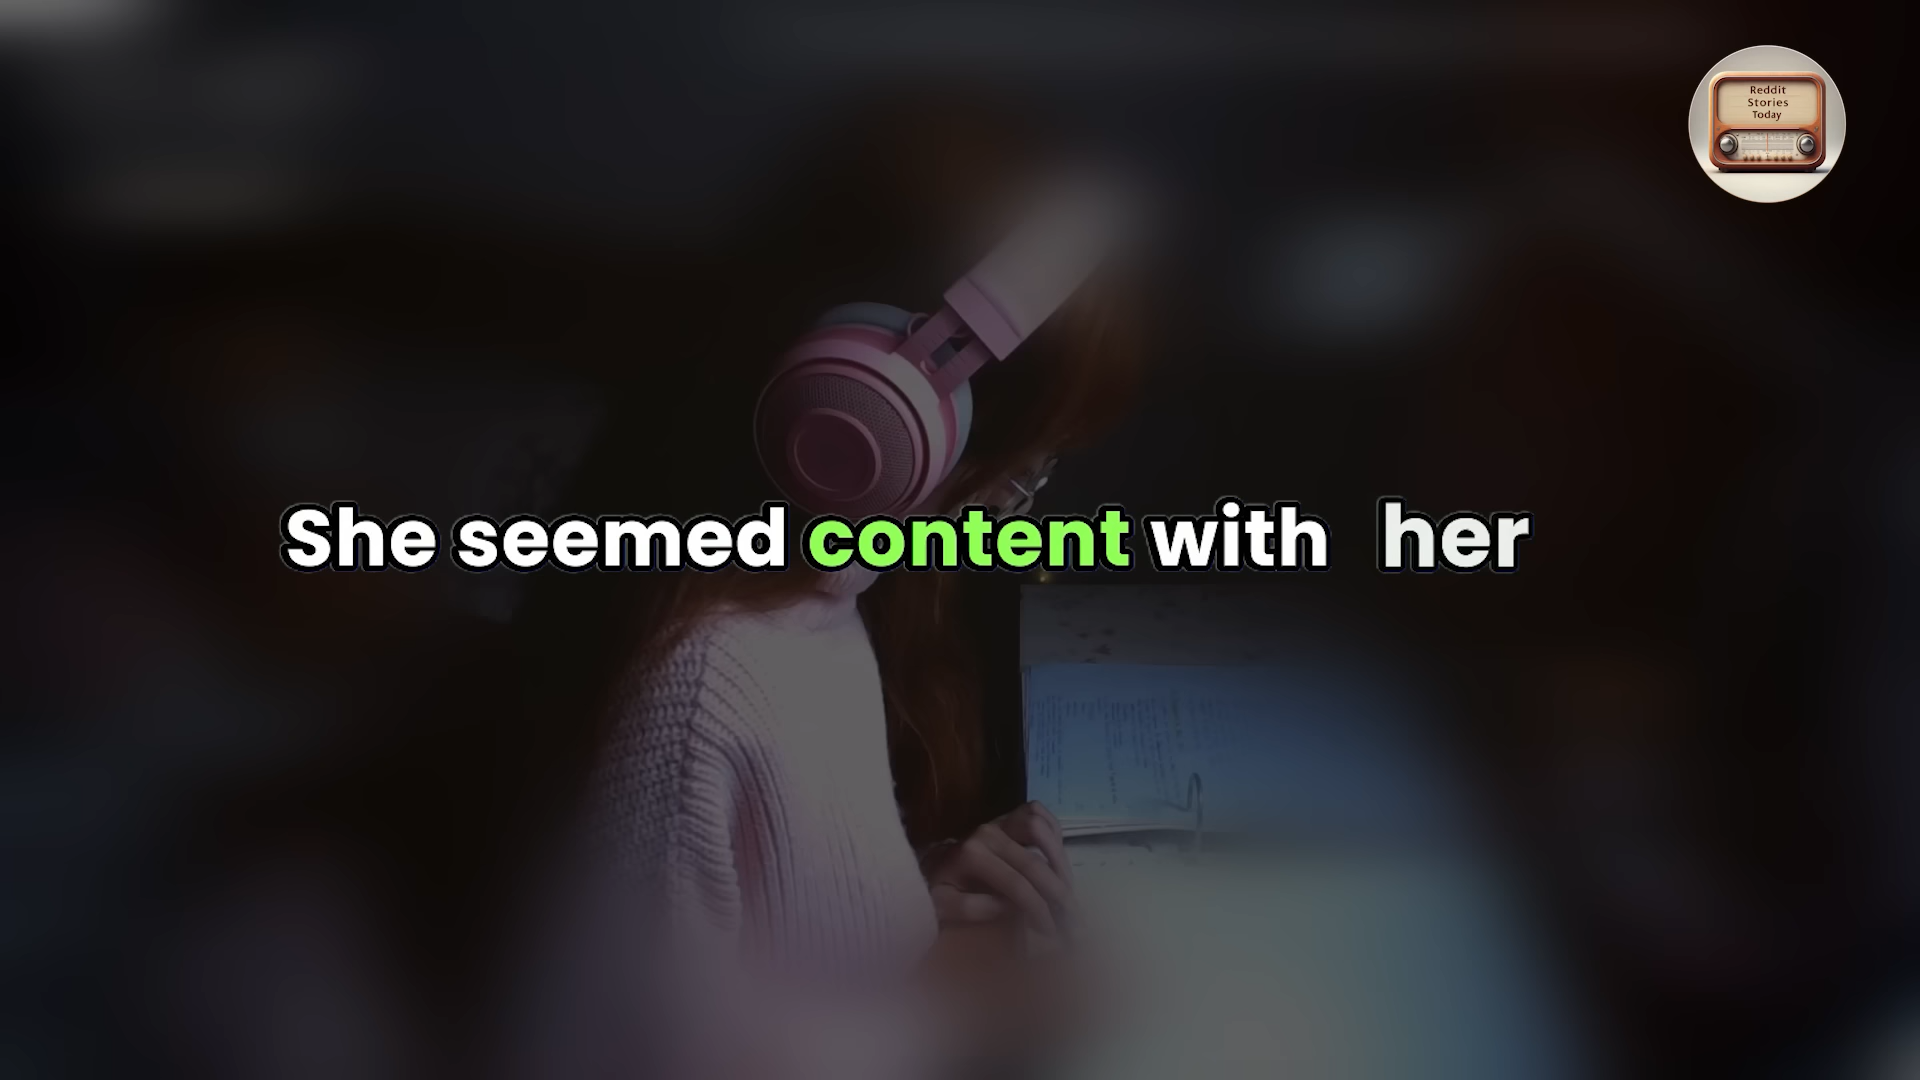 Reddit
Stories
Today
She seemed content with her